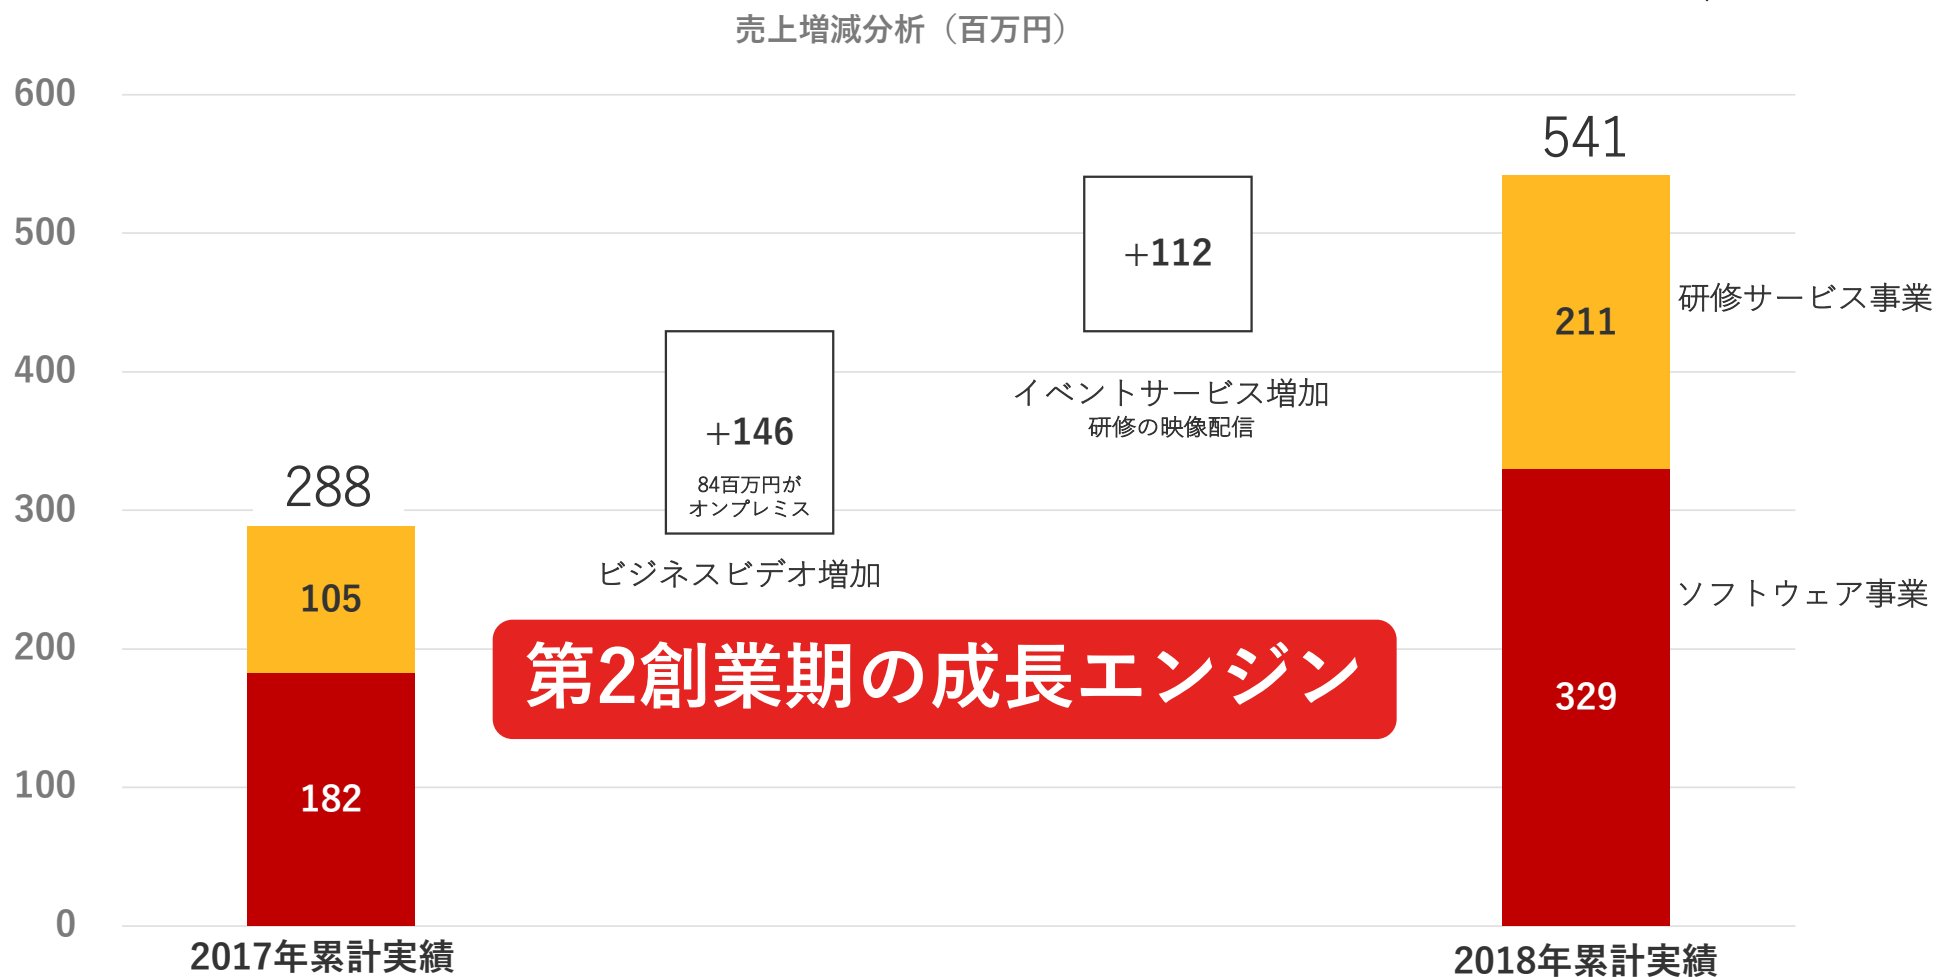 売上増減分析（百万円）
600
500
400
300
200
100
0
288
105
182
2017年累計実績
+146
84百万円が
オンプレミス
ビジネスビデオ増加
+112
イベントサービス増加
研修の映像配信
第2創業期の成長エンジン
541
211
329
研修サービス事業
ソフトウェア事業
2018年累計実績